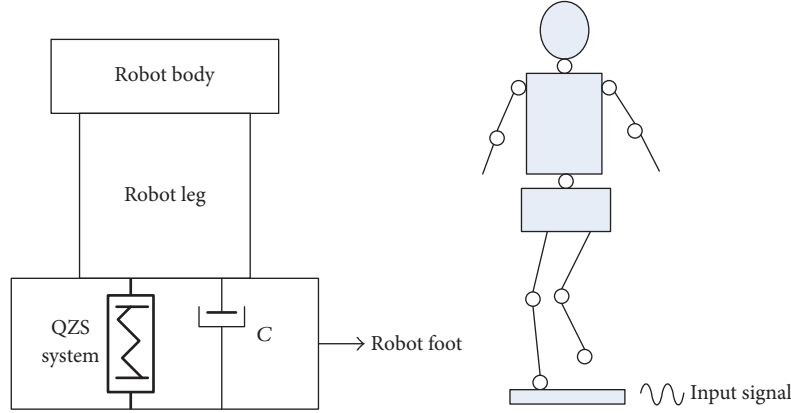 Robot body
Robot leg
QZS
system
C
Robot foot
Input signal